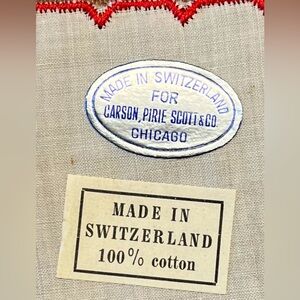 MADE IN SWITZERLAND
FOR
CARSON, PIRIE SCOTT & CO
CHICAGO
MADE IN
SWITZERLAND
100% cotton